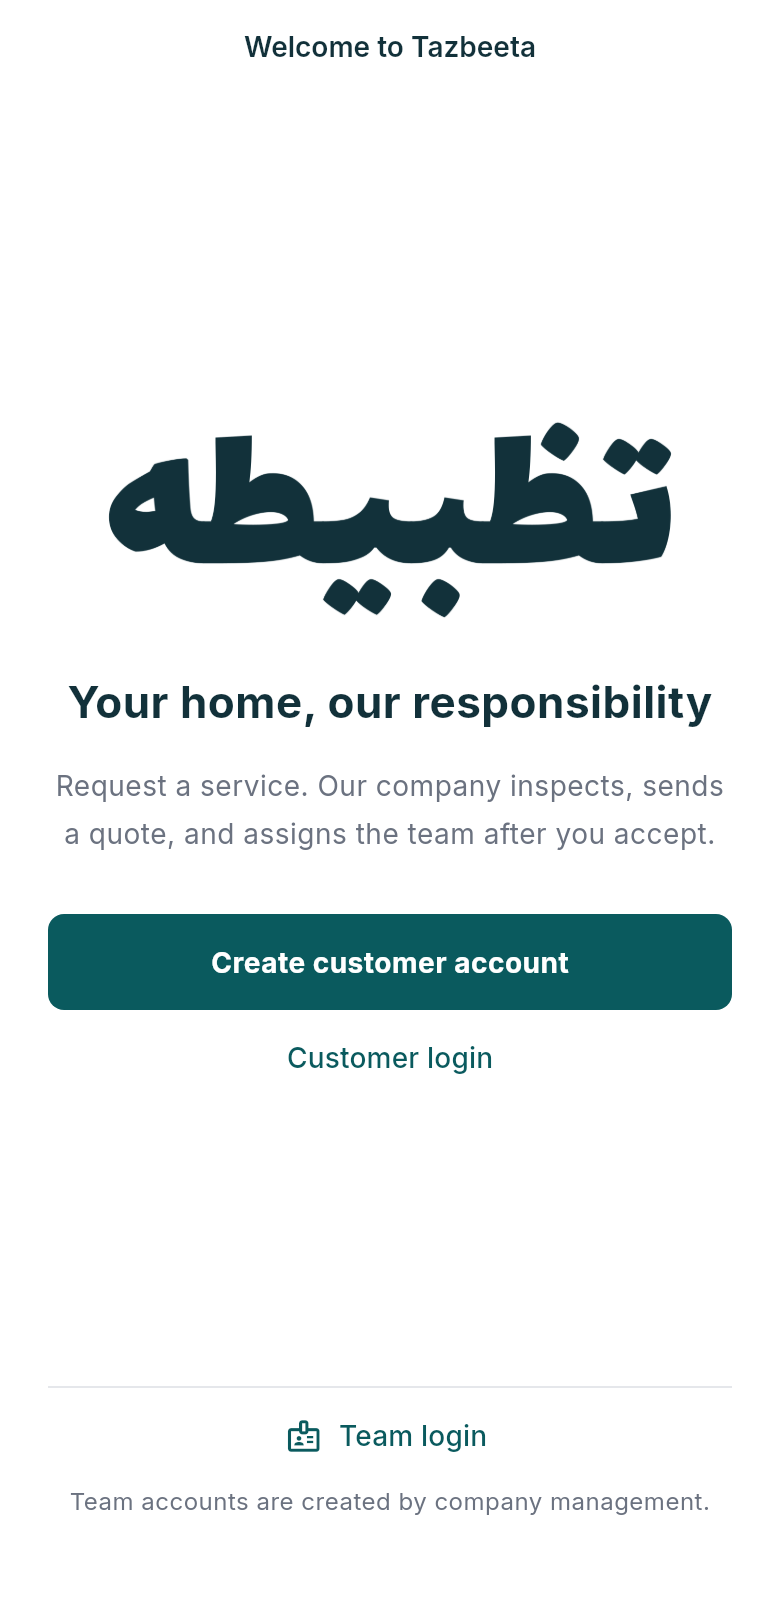 Welcome to Tazbeeta
تظبيطه
Your home, our responsibility
Request a service. Our company inspects, sends
a quote, and assigns the team after you accept.
Create customer account
Customer login
Team login
Team accounts are created by company management.